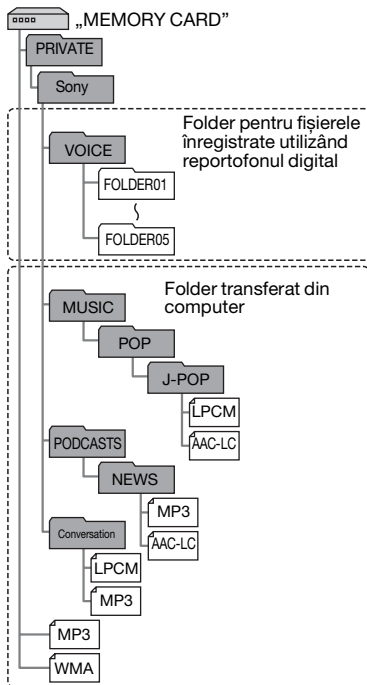 „MEMORY CARD”
PRIVATE
Sony
Folder pentru fișierele
înregistrate utilizând
reportofonul digital
VOICE
FOLDER01
FOLDER05
Folder transferat din
computer
MUSIC
POP
J-POP
LPCM
AAC-LC
PODCASTS
NEWS
MP3
AAC-LC
Conversation
LPCM
MP3
MP3
WMA